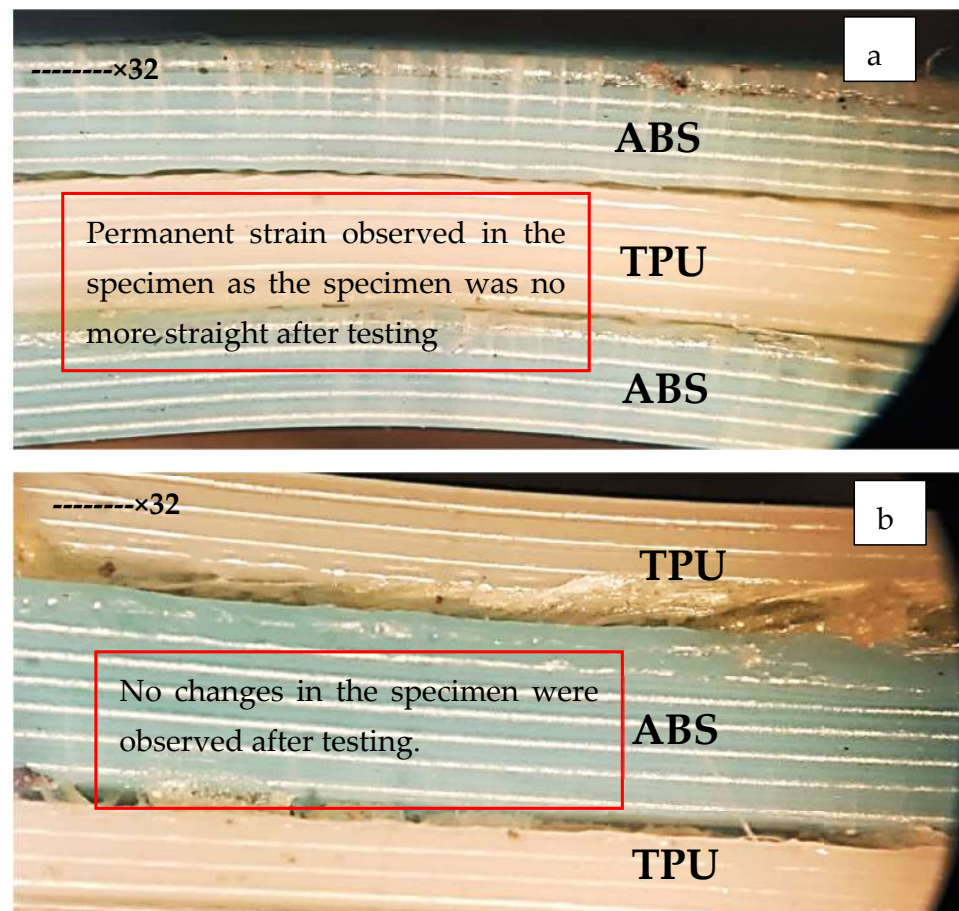 --------×32
a
ABS
Permanent strain observed in the
specimen as the specimen was no
more straight after testing
TPU
ABS
--------×32
b
TPU
No changes in the specimen were
observed after testing.
ABS
TPU